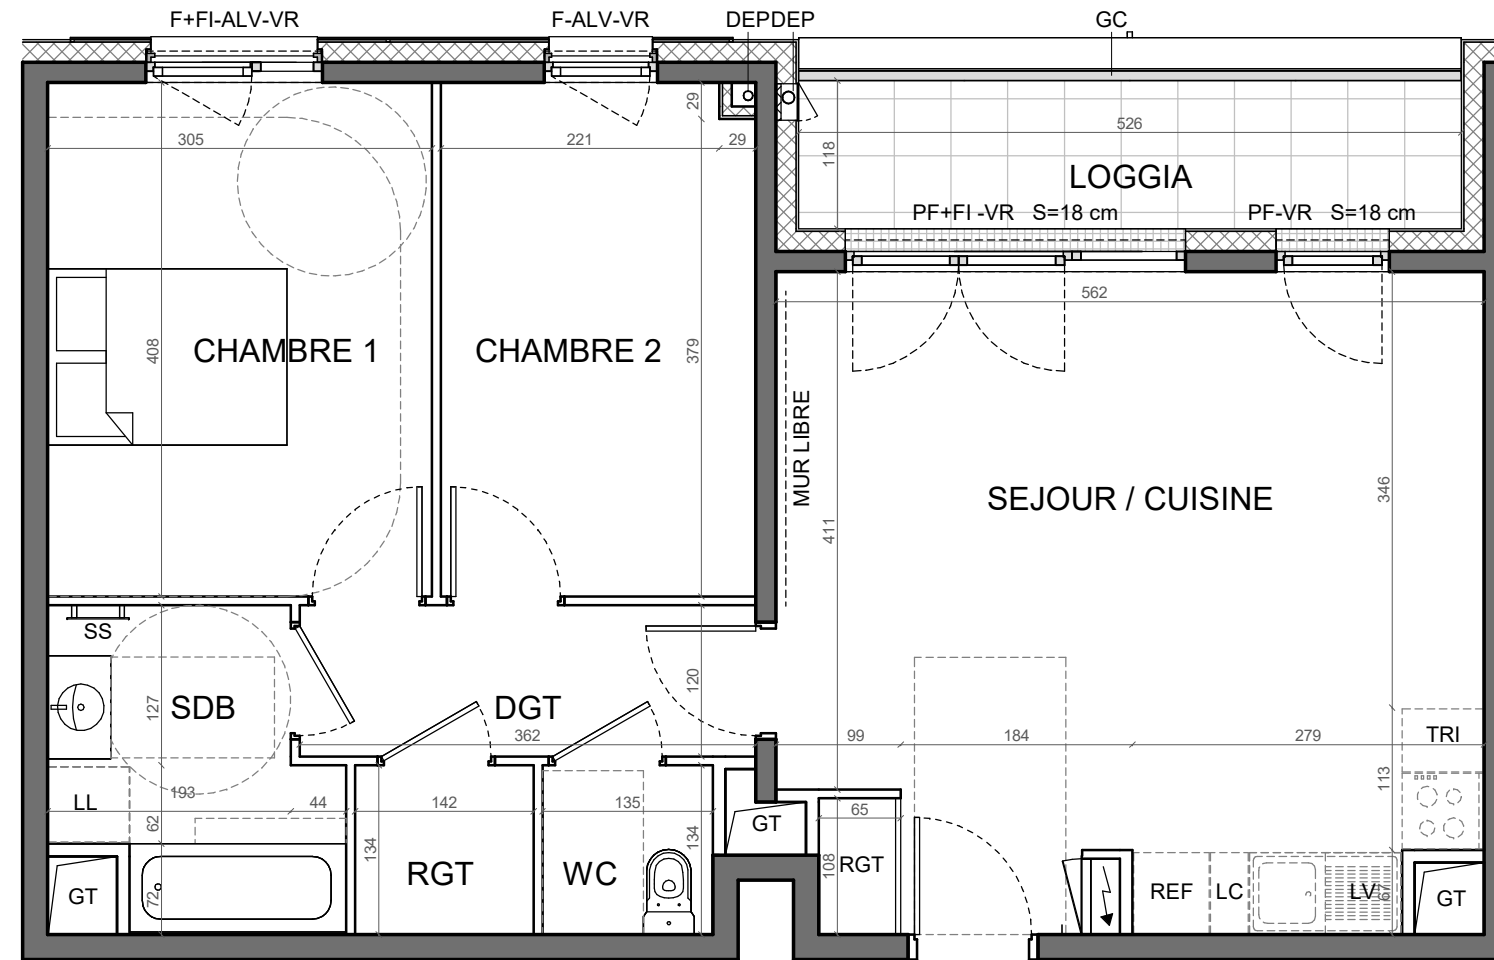 F+FI-ALV-VR
F-ALV-VR
DEP
DEP
GC
29
305
221
29
526
118
LOGGIA
PF+FI -VR S=18 cm
PF-VR S=18 cm
562
408
CHAMBRE 1
CHAMBRE 2
379
MUR LIBRE
411
SEJOUR / CUISINE
346
SS
SDB
127
DGT
120
362
99
184
279
TRI
193
44
142
135
LL
62
134
134
113
GT
65
108
RGT
GT
72
RGT
WC
REF
LC
LV
67
GT